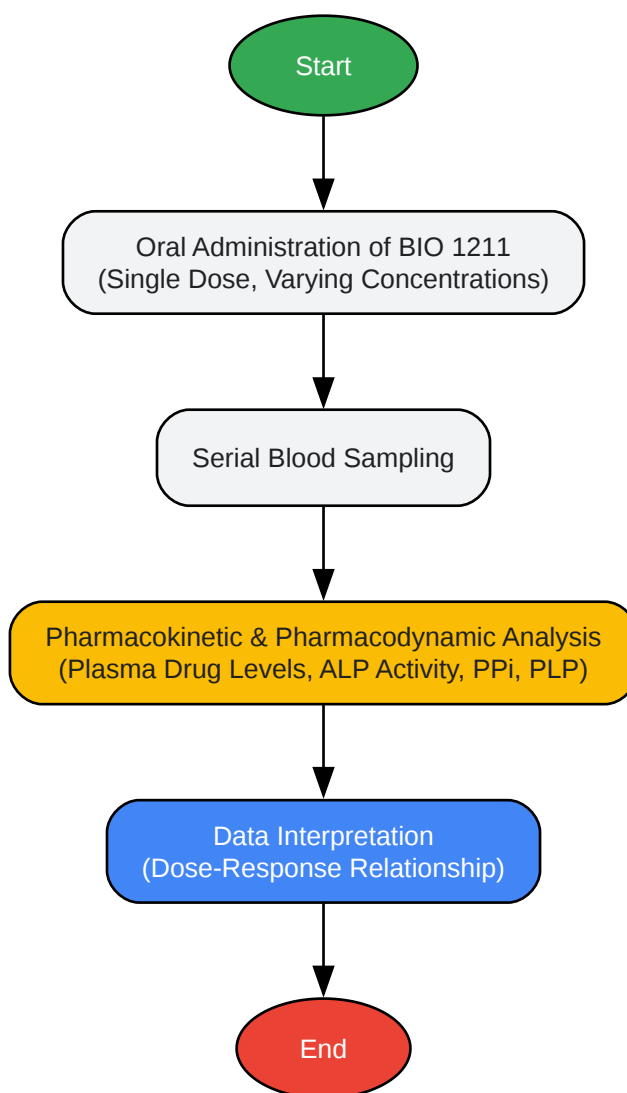 Start
Oral Administration of BIO 1211
(Single Dose, Varying Concentrations)
Serial Blood Sampling
Pharmacokinetic & Pharmacodynamic Analysis
(Plasma Drug Levels, ALP Activity, PPi, PLP)
Data Interpretation
(Dose-Response Relationship)
End